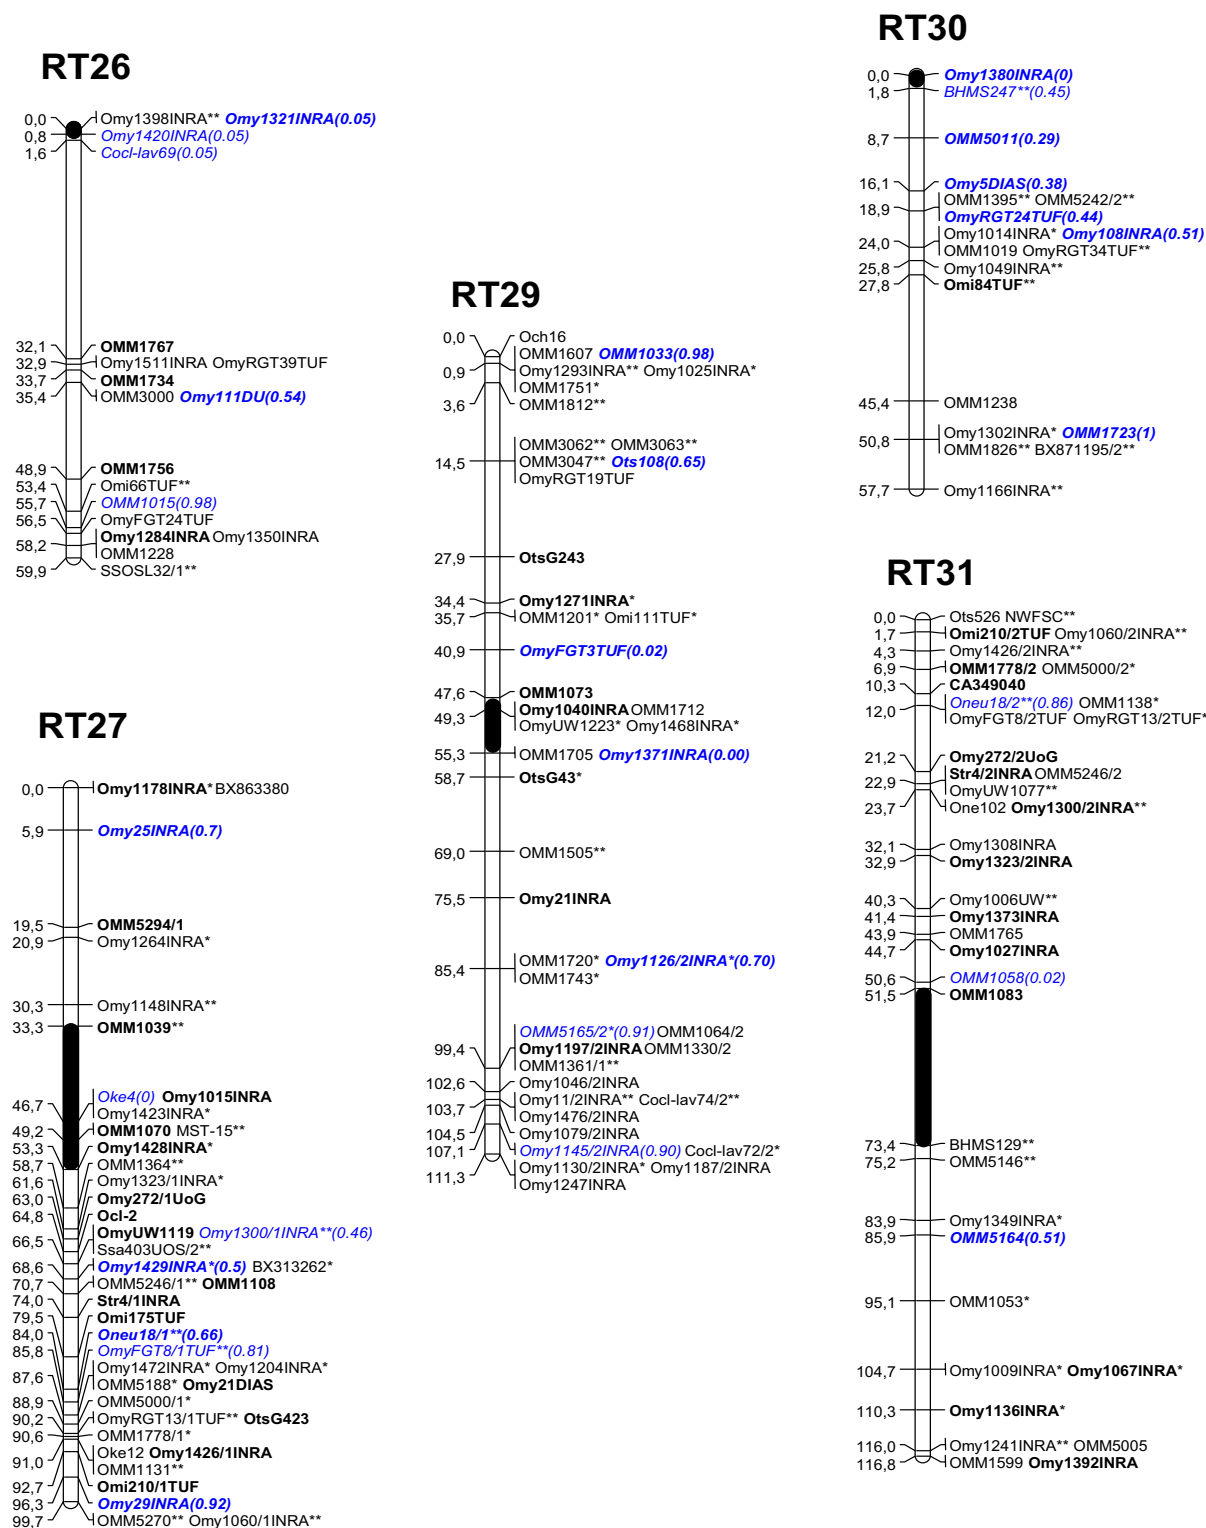 RT26
0,0 Omy1398INRA** Omy1321INRA(0.05)
0,8 Omy1420INRA(0.05)
1,6 Cocl-lav69(0.05)
32,1 OMM1767
32,9 Omy1511INRA OmyRGT39TUF
33,7 OMM1734
35,4 OMM3000 Omy111DU(0.54)
48,9 OMM1756
53,4 Omi66TUF**
55,7 OMM1015(0.98)
56,5 OmyFGT24TUF
58,2 Omy1284INRA Omy1350INRA
OMM1228
59,9 SSOSL32/1**
RT27
0,0 Omy1178INRA* BX863380
5,9 Omy25INRA(0.7)
19,5 OMM5294/1
20,9 Omy1264INRA*
30,3 Omy1148INRA**
33,3 OMM1039**
46,7 Oke4(0) Omy1015INRA
Omy1423INRA*
49,2 OMM1070 MST-15**
53,3 Omy1428INRA*
58,7 OMM1364**
61,6 Omy1323/1INRA*
63,0 Omy272/1UoG
64,8 Ocl-2
66,5 OmyUW1119 Omy1300/1INRA**(0.46)
Ssa403UOS/2**
68,6 Omy1429INRA*(0.5) BX313262*
70,7 OMM5246/1** OMM1108
74,0 Str4/1INRA
79,5 Omi175TUF
84,0 Oneu18/1**(0.66)
85,8 OmyFGT8/1TUF**(0.81)
87,6 Omy1472INRA* Omy1204INRA*
OMM5188* Omy21DIAS
88,9 OMM5000/1*
90,2 OmyRGT13/1TUF** OtsG423
90,6 OMM1778/1*
91,0 Oke12 Omy1426/1INRA
OMM1131**
92,7 Omi210/1TUF
96,3 Omy29INRA(0.92)
99,7 OMM5270** Omy1060/1INRA**
RT29
0,0 Och16
OMM1607 OMM1033(0.98)
0,9 Omy1293INRA** Omy1025INRA*
OMM1751*
3,6 OMM1812**
OMM3062** OMM3063**
14,5 OMM3047** Ots108(0.65)
OmyRGT19TUF
27,9 OtsG243
34,4 Omy1271INRA*
35,7 OMM1201* Omi111TUF*
40,9 OmyFGT3TUF(0.02)
47,6 OMM1073
49,3 Omy1040INRA OMM1712
OmyUW1223* Omy1468INRA*
55,3 OMM1705 Omy1371INRA(0.00)
58,7 OtsG43*
69,0 OMM1505**
75,5 Omy21INRA
85,4 OMM1720* Omy1126/2INRA*(0.70)
OMM1743*
OMM5165/2*(0.91) OMM1064/2
99,4 Omy1197/2INRA OMM1330/2
OMM1361/1**
102,6 Omy1046/2INRA
103,7 Omy11/2INRA** Cocl-lav74/2**
Omy1476/2INRA
104,5 Omy1079/2INRA
107,1 Omy1145/2INRA(0.90) Cocl-lav72/2*
111,3 Omy1130/2INRA* Omy1187/2INRA
Omy1247INRA
RT30
0,0 Omy1380INRA(0)
1,8 BHMS247**(0.45)
8,7 OMM5011(0.29)
16,1 Omy5DIAS(0.38)
18,9 OMM1395** OMM5242/2**
OmyRGT24TUF(0.44)
24,0 Omy1014INRA* Omy108INRA(0.51)
OMM1019 OmyRGT34TUF**
25,8 Omy1049INRA**
27,8 Omi84TUF**
45,4 OMM1238
50,8 Omy1302INRA* OMM1723(1)
OMM1826** BX871195/2**
57,7 Omy1166INRA**
RT31
0,0 Ots526 NWFSC**
1,7 Omi210/2TUF Omy1060/2INRA**
4,3 Omy1426/2INRA**
6,9 OMM1778/2 OMM5000/2*
10,3 CA349040
12,0 Oneu18/2**(0.86) OMM1138*
OmyFGT8/2TUF OmyRGT13/2TUF*
21,2 Omy272/2UoG
22,9 Str4/2INRA OMM5246/2
OmyUW1077**
23,7 One102 Omy1300/2INRA**
32,1 Omy1308INRA
32,9 Omy1323/2INRA
40,3 Omy1006UW**
41,4 Omy1373INRA
43,9 OMM1765
44,7 Omy1027INRA
50,6 OMM1058(0.02)
51,5 OMM1083
73,4 BHMS129**
75,2 OMM5146**
83,9 Omy1349INRA*
85,9 OMM5164(0.51)
95,1 OMM1053*
104,7 Omy1009INRA* Omy1067INRA*
110,3 Omy1136INRA*
116,0 Omy1241INRA** OMM5005
116,8 OMM1599 Omy1392INRA